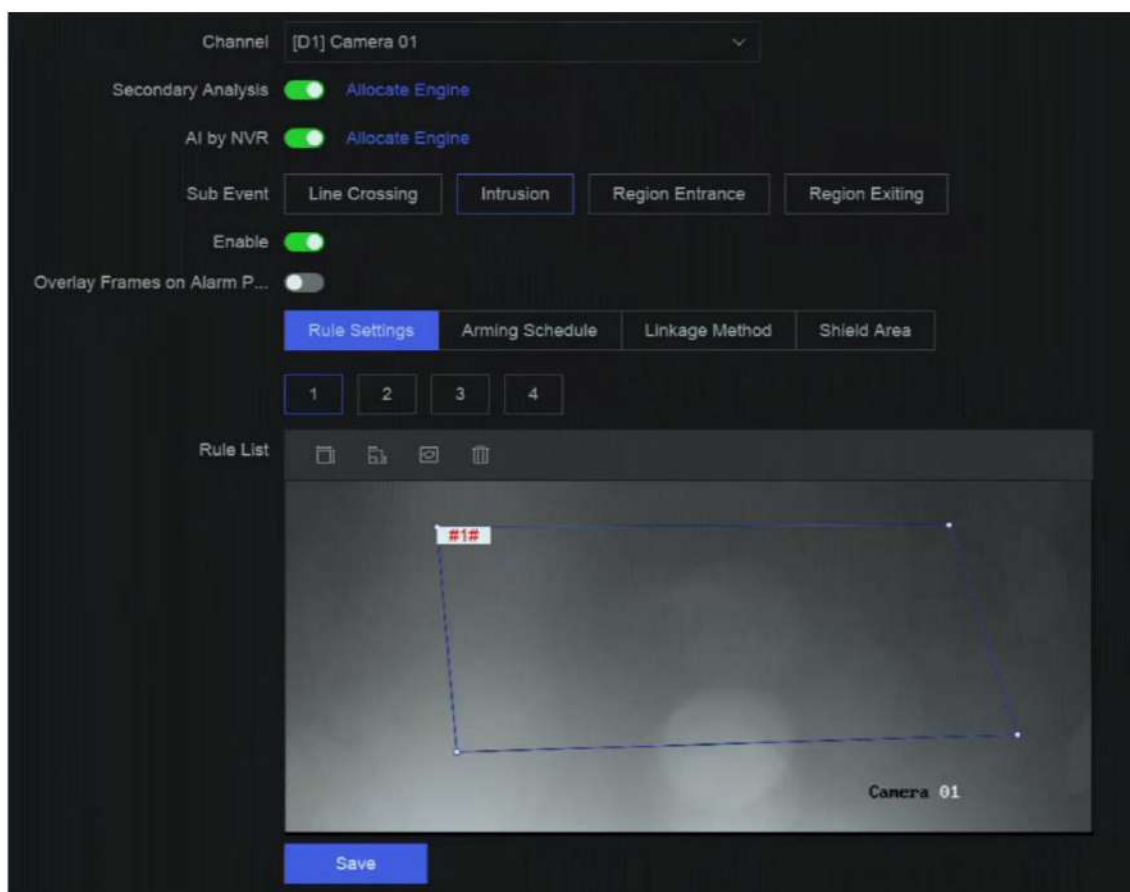 Channel [D1] Camera 01
Secondary Analysis Allocate Engine
AI by NVR Allocate Engine
Sub Event Line Crossing Intrusion Region Entrance Region Exiting
Enable
Overlay Frames on Alarm P...
Rule Settings Arming Schedule Linkage Method Shield Area
1 2 3 4
Rule List
#1#
Camera 01
Save